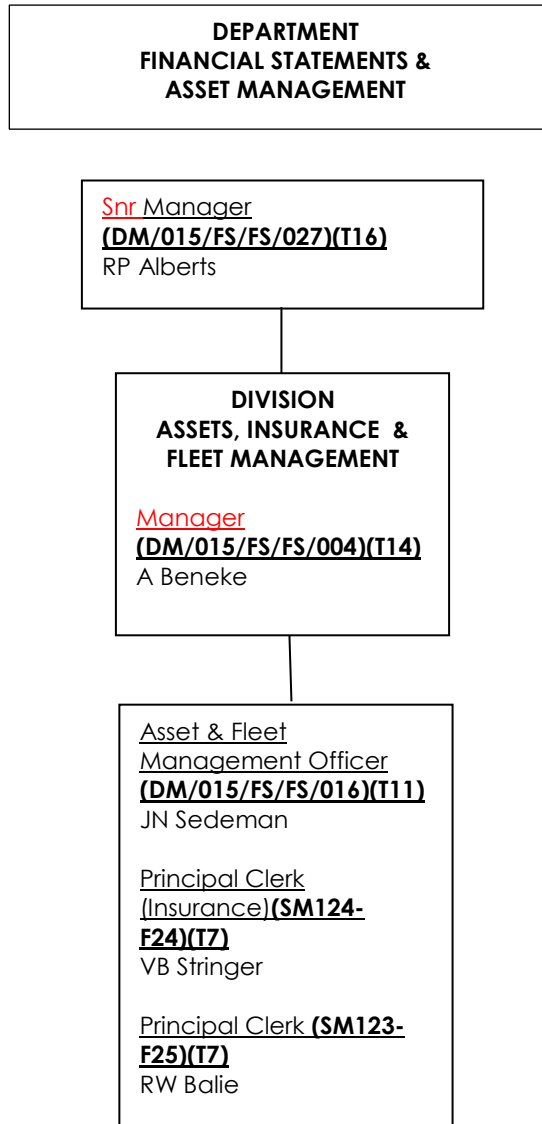 DEPARTMENT
FINANCIAL STATEMENTS &
ASSET MANAGEMENT
Snr Manager
(DM/015/FS/FS/027)(T16)
RP Alberts
DIVISION
ASSETS, INSURANCE &
FLEET MANAGEMENT
Manager
(DM/015/FS/FS/004)(T14)
A Beneke
Asset & Fleet
Management Officer
(DM/015/FS/FS/016)(T11)
JN Sedeman
Principal Clerk
(Insurance)(SM124-
F24)(T7)
VB Stringer
Principal Clerk (SM123-
F25)(T7)
RW Balie